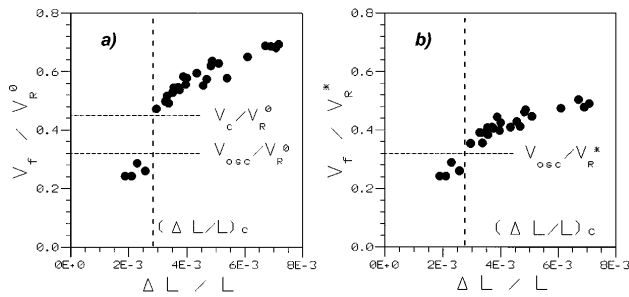 a)
0.8
0.6
0.4
0.2
0.0
V_f / V_R^0
V_c/V_R^0
V_osc/V_R^0
(Δ L/L)_c
0E+0 2E-3 4E-3 6E-3 8E-3
Δ L / L
b)
0.8
0.6
0.4
0.2
0.0
V_f / V_R^*
V_osc/V_R^*
(Δ L/L)_c
0E+0 2E-3 4E-3 6E-3 8E-3
Δ L / L